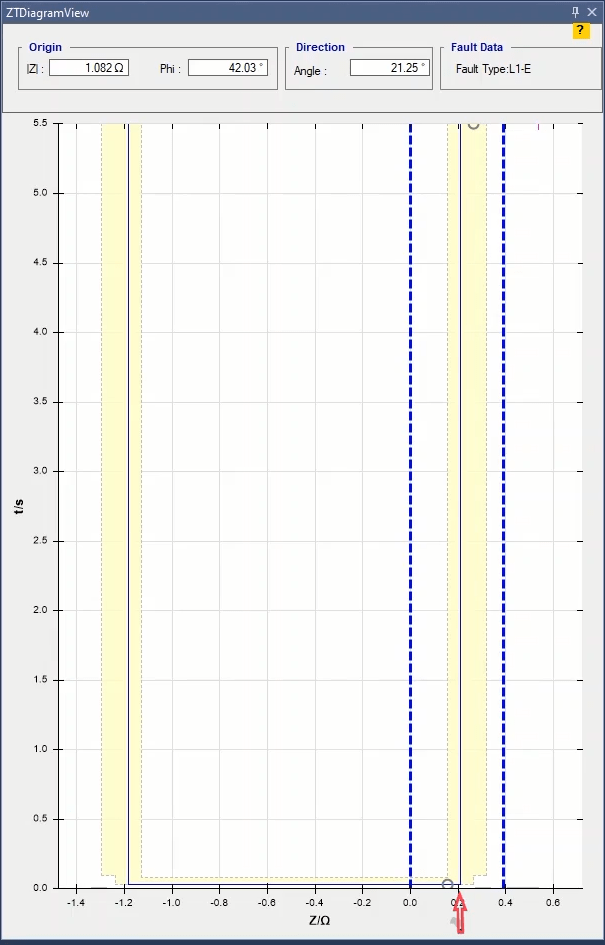 ZTDiagramView
?
Origin
Direction
Fault Data
|Z| : 1.082 Ω Phi : 42.03 °
Angle : 21.25 °
Fault Type:L1-E
5.5
5.0
4.5
4.0
3.5
3.0
t/s
2.5
2.0
1.5
1.0
0.5
0.0
-1.4 -1.2 -1.0 -0.8 -0.6 -0.4 -0.2 0.0 0.2 0.4 0.6
Z/Ω